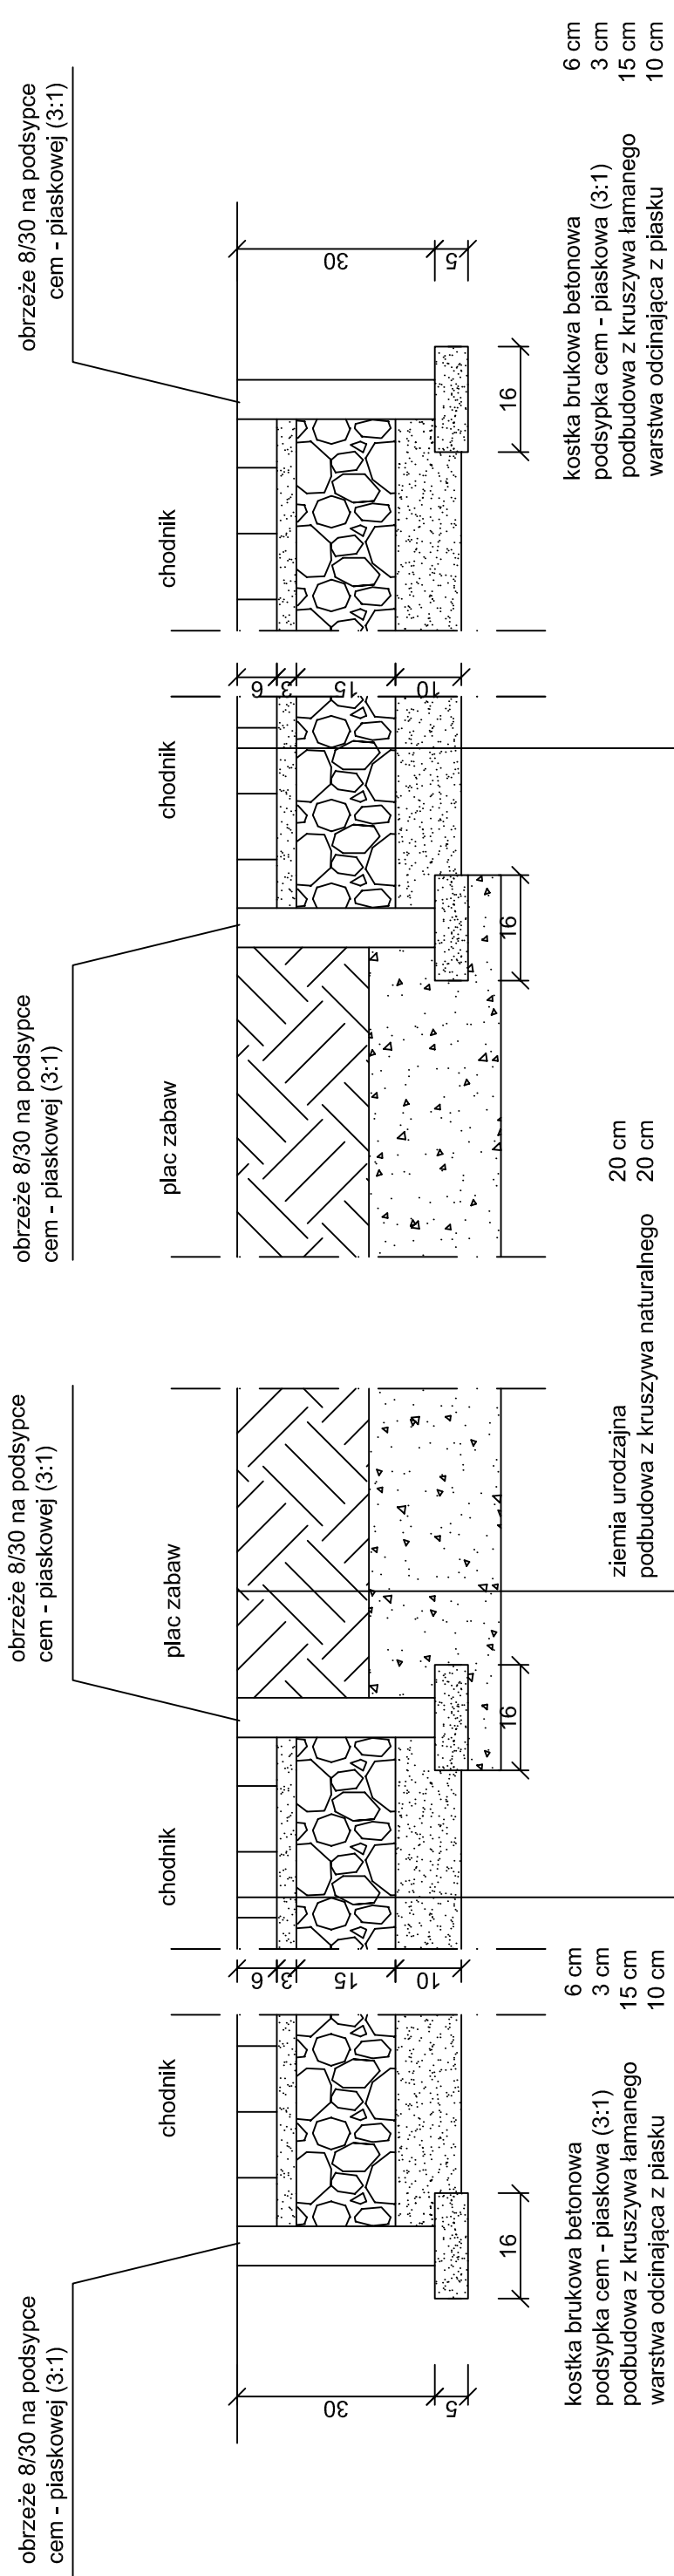 obrzeże 8/30 na podsypce
cem - piaskowej (3:1)
obrzeże 8/30 na podsypce
cem - piaskowej (3:1)
obrzeże 8/30 na podsypce
cem - piaskowej (3:1)
obrzeże 8/30 na podsypce
cem - piaskowej (3:1)
chodnik
chodnik
plac zabaw
plac zabaw
chodnik
chodnik
30
5
16
6
3
15
10
16
16
6
3
15
10
16
30
5
kostka brukowa betonowa 6 cm
podsypka cem - piaskowa (3:1) 3 cm
podbudowa z kruszywa łamanego 15 cm
warstwa odcinająca z piasku 10 cm
ziemia urodzajna 20 cm
podbudowa z kruszywa naturalnego 20 cm
kostka brukowa betonowa 6 cm
podsypka cem - piaskowa (3:1) 3 cm
podbudowa z kruszywa łamanego 15 cm
warstwa odcinająca z piasku 10 cm